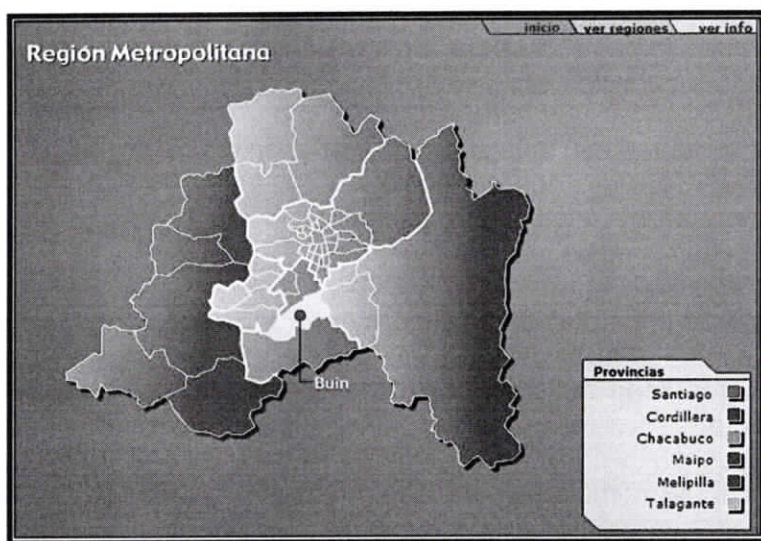 inicio ver regiones ver info
Región Metropolitana
Buin
Provincias
Santiago
Cordillera
Chacabuco
Maipo
Melipilla
Talagante